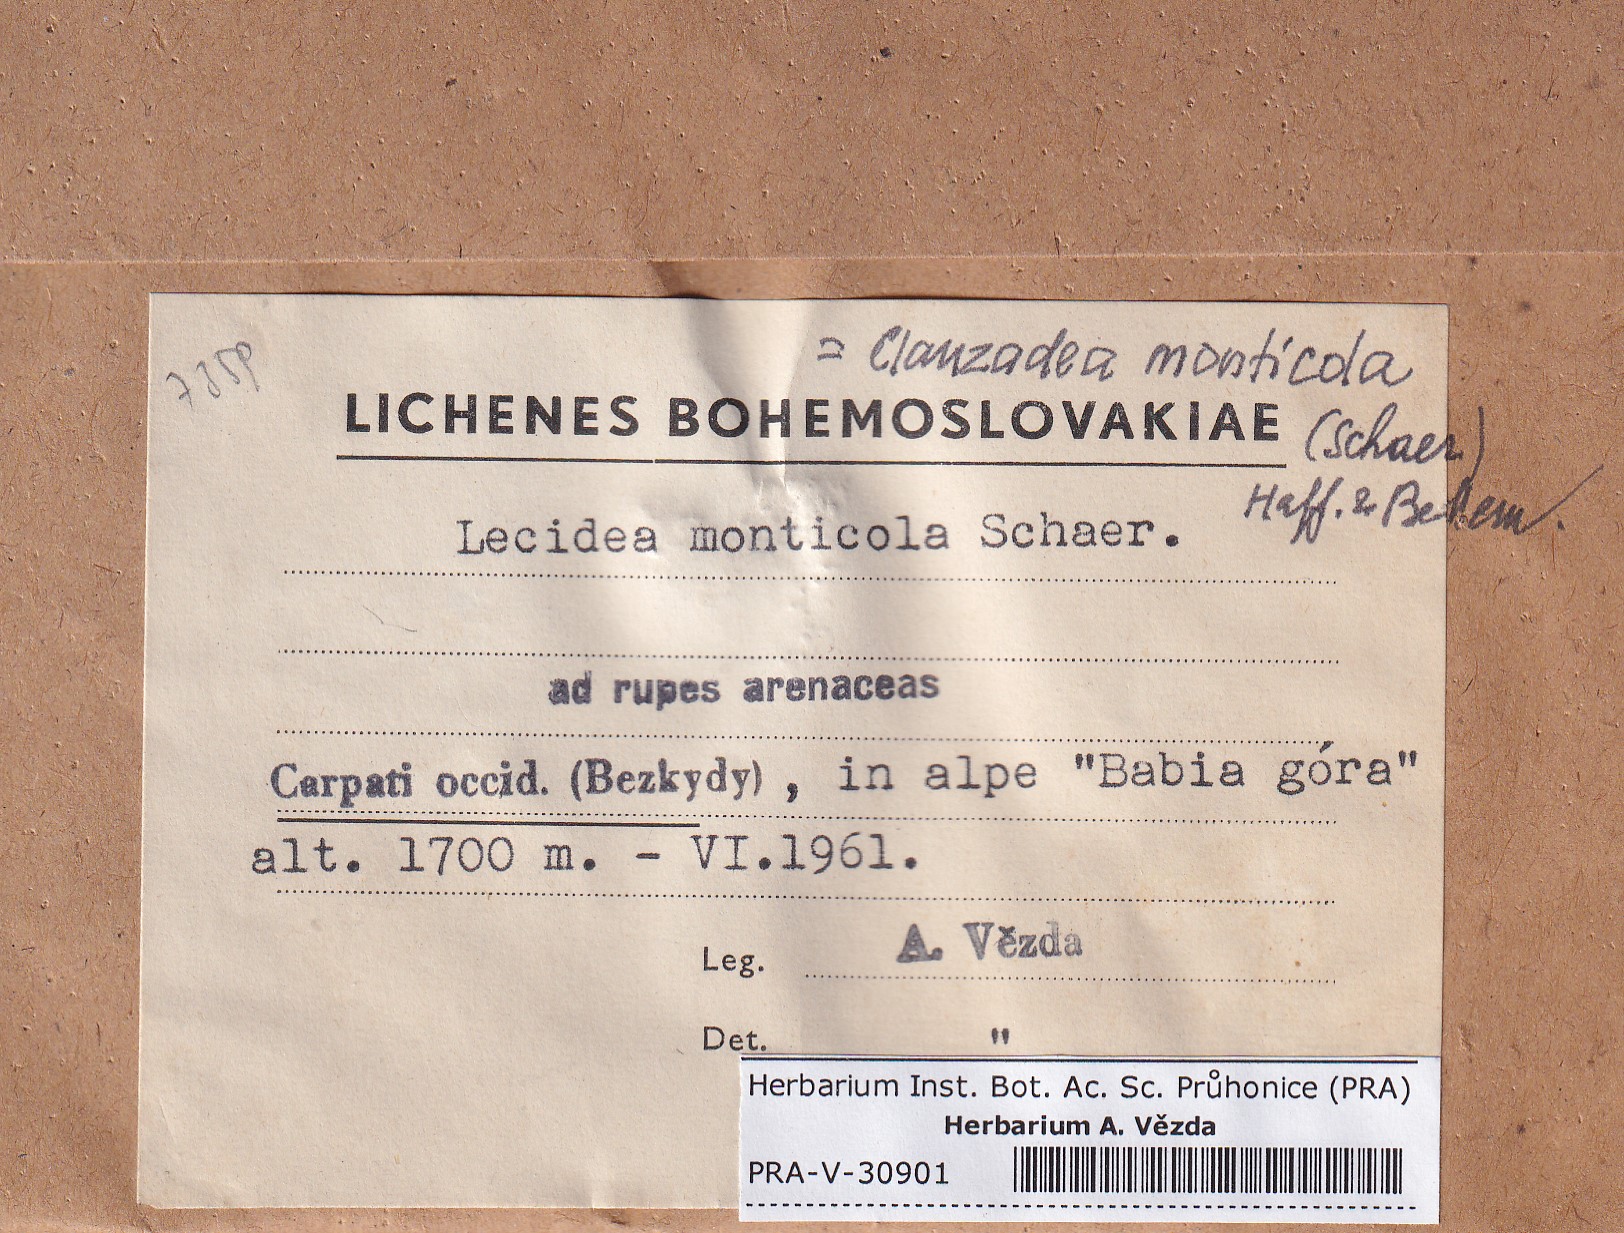 = Clauzadea monticola
LICHENES BOHEMOSLOVAKIAE (Schaer.)
Haff. & Bellem.
Lecidea monticola Schaer.
ad rupes arenaceas
Carpati occid. (Bezkydy), in alpe "Babia góra"
alt. 1700 m. - VI.1961.
Leg. A. Vězda
Det. "
Herbarium Inst. Bot. Ac. Sc. Průhonice (PRA)
Herbarium A. Vězda
PRA-V-30901